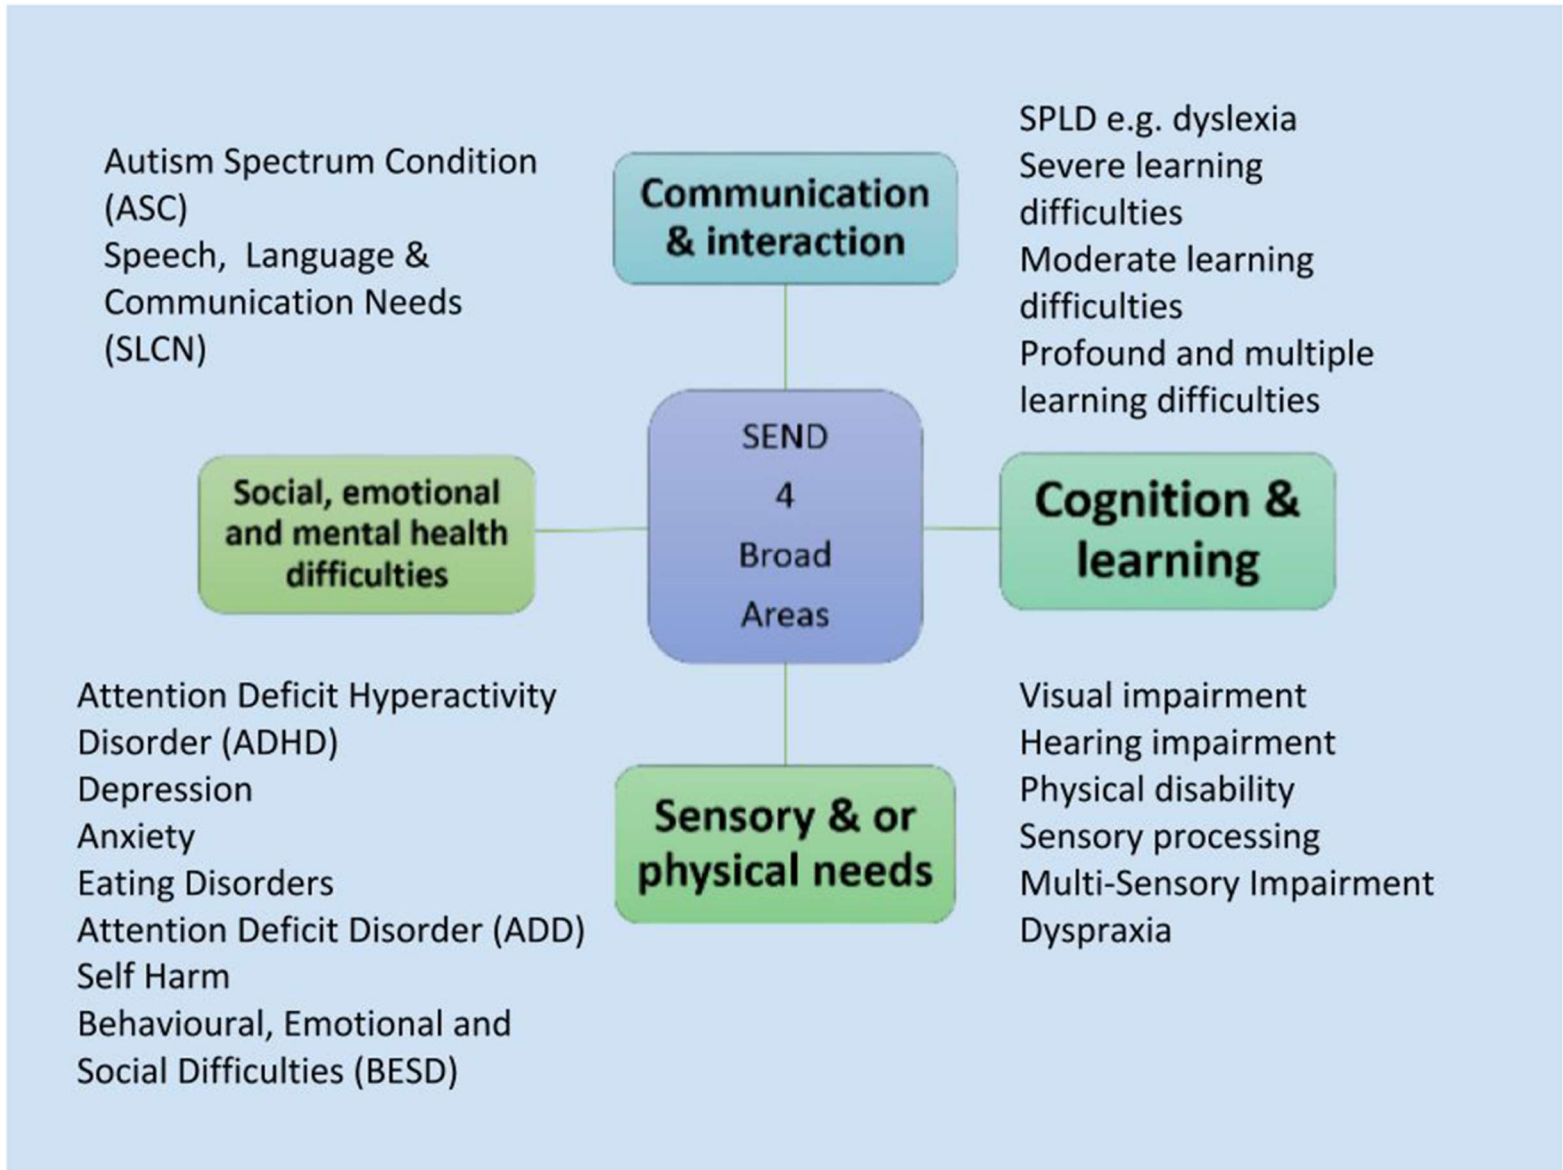 Autism Spectrum Condition
(ASC)
Speech,  Language &
Communication Needs
(SLCN)
Communication
& interaction
SPLD e.g. dyslexia
Severe learning
difficulties
Moderate learning
difficulties
Profound and multiple
learning difficulties
Social, emotional
and mental health
difficulties
SEND
4
Broad
Areas
Cognition &
learning
Attention Deficit Hyperactivity
Disorder (ADHD)
Depression
Anxiety
Eating Disorders
Attention Deficit Disorder (ADD)
Self Harm
Behavioural, Emotional and
Social Difficulties (BESD)
Sensory & or
physical needs
Visual impairment
Hearing impairment
Physical disability
Sensory processing
Multi-Sensory Impairment
Dyspraxia